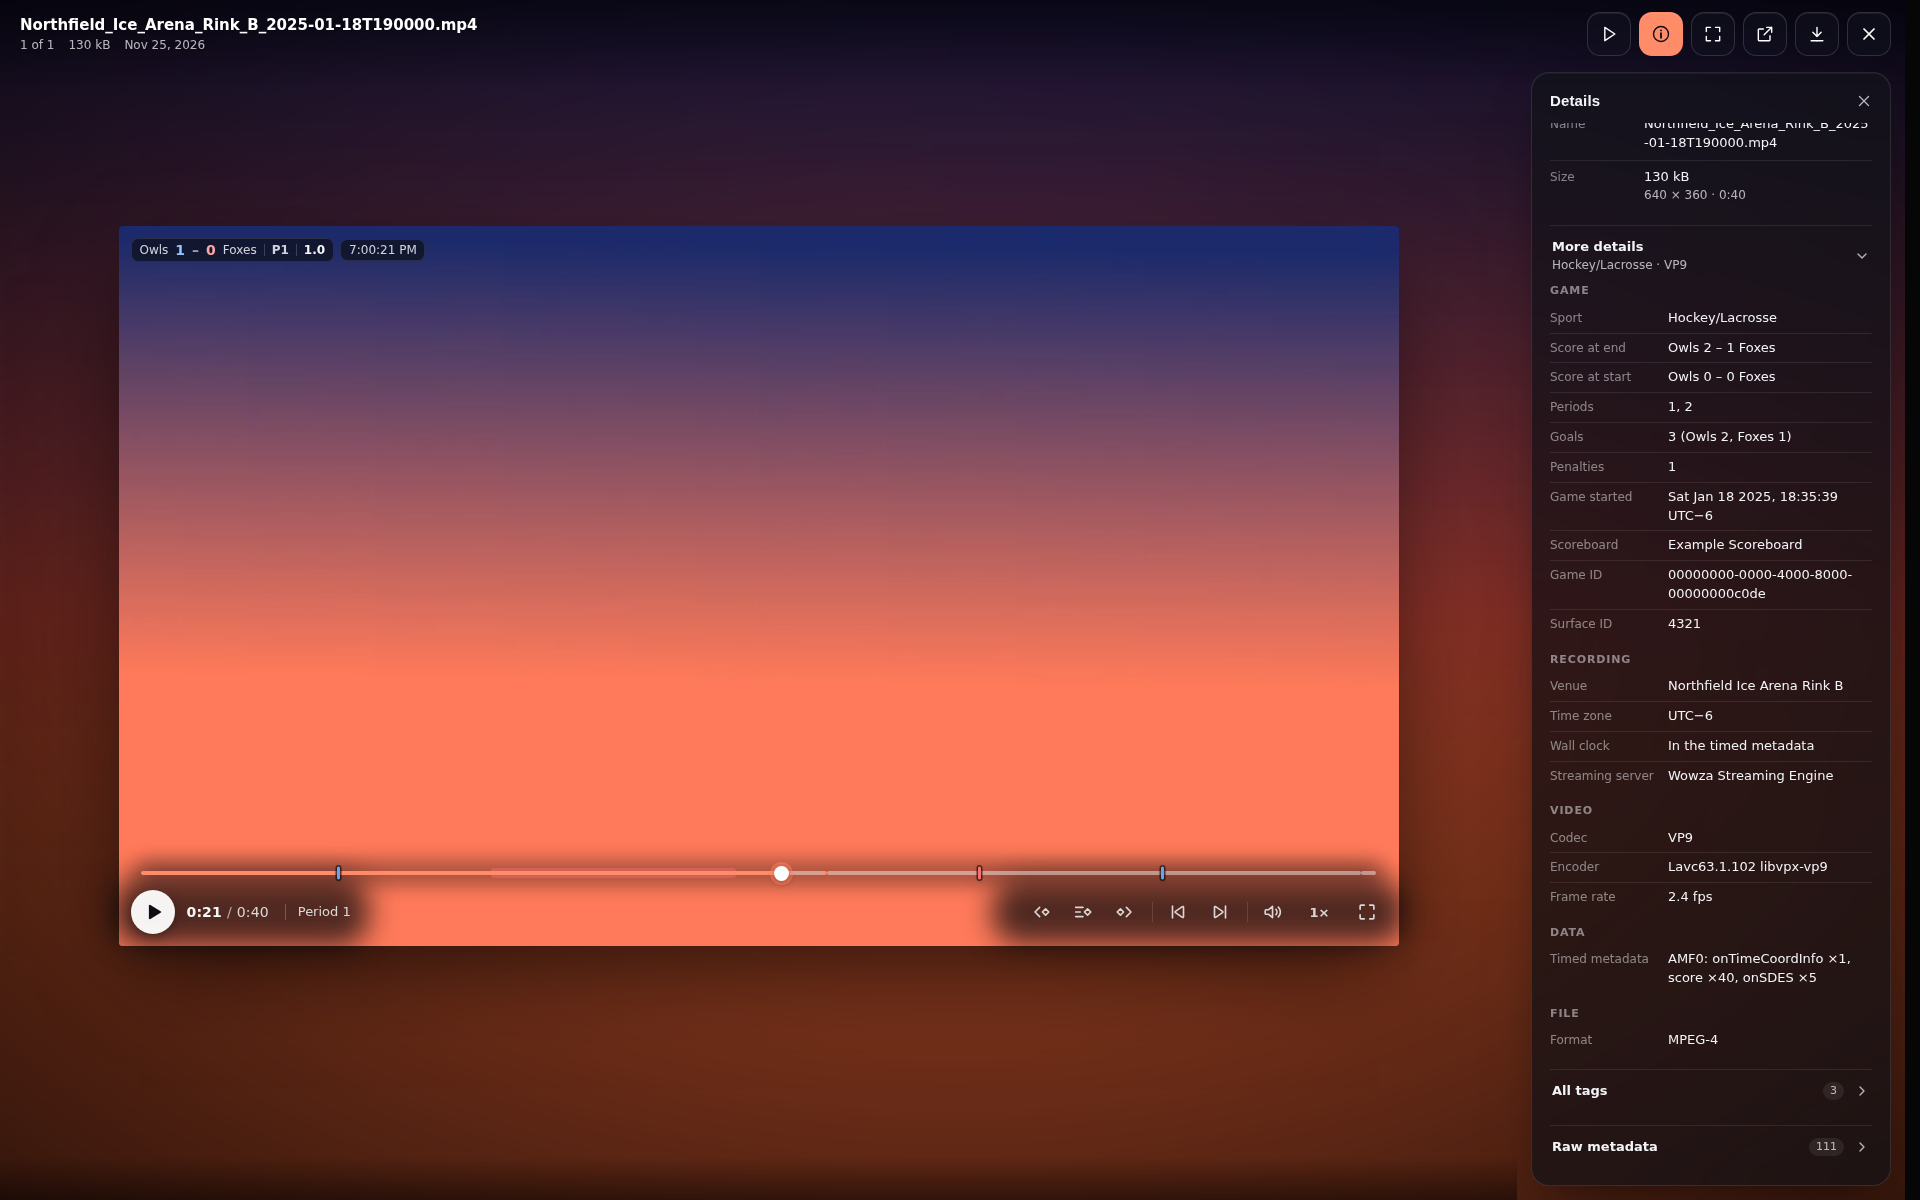 Northfield_Ice_Arena_Rink_B_2025-01-18T190000.mp4
1 of 1 130 kB Nov 25, 2026
Owls 1 – 0 Foxes P1 1.0 7:00:21 PM
0:21 / 0:40 Period 1
1×
Details
Name Northfield_Ice_Arena_Rink_B_2025
-01-18T190000.mp4
Size 130 kB
640 × 360 · 0:40
More details
Hockey/Lacrosse · VP9
GAME
Sport Hockey/Lacrosse
Score at end Owls 2 – 1 Foxes
Score at start Owls 0 – 0 Foxes
Periods 1, 2
Goals 3 (Owls 2, Foxes 1)
Penalties 1
Game started Sat Jan 18 2025, 18:35:39
UTC−6
Scoreboard Example Scoreboard
Game ID 00000000-0000-4000-8000-
00000000c0de
Surface ID 4321
RECORDING
Venue Northfield Ice Arena Rink B
Time zone UTC−6
Wall clock In the timed metadata
Streaming server Wowza Streaming Engine
VIDEO
Codec VP9
Encoder Lavc63.1.102 libvpx-vp9
Frame rate 2.4 fps
DATA
Timed metadata AMF0: onTimeCoordInfo ×1,
score ×40, onSDES ×5
FILE
Format MPEG-4
All tags 3
Raw metadata 111